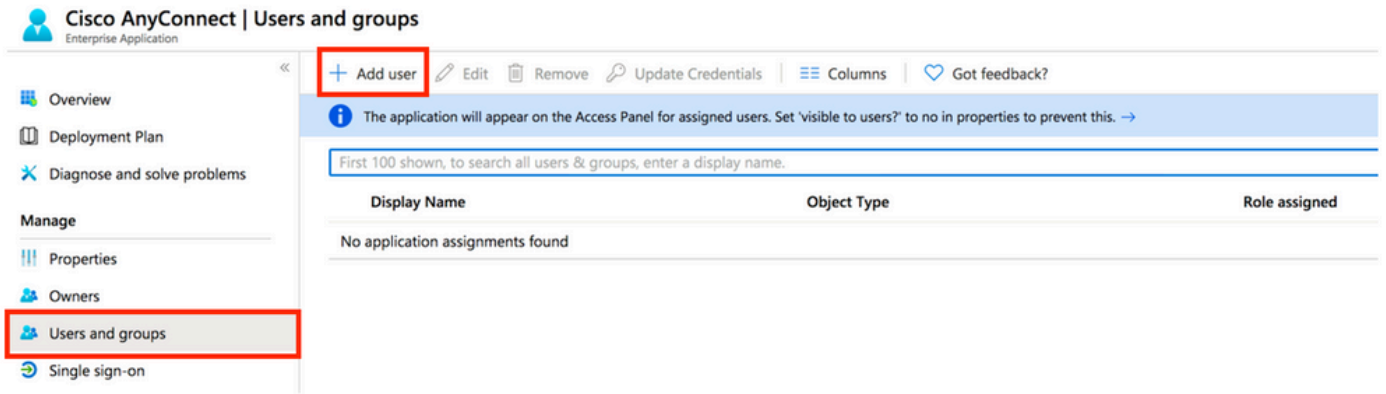 Cisco AnyConnect | Users and groups
Enterprise Application
«
Overview
Deployment Plan
Diagnose and solve problems
Manage
Properties
Owners
Users and groups
Single sign-on
+ Add user Edit Remove Update Credentials Columns Got feedback?
The application will appear on the Access Panel for assigned users. Set 'visible to users?' to no in properties to prevent this. →
First 100 shown, to search all users & groups, enter a display name.
Display Name Object Type Role assigned
No application assignments found